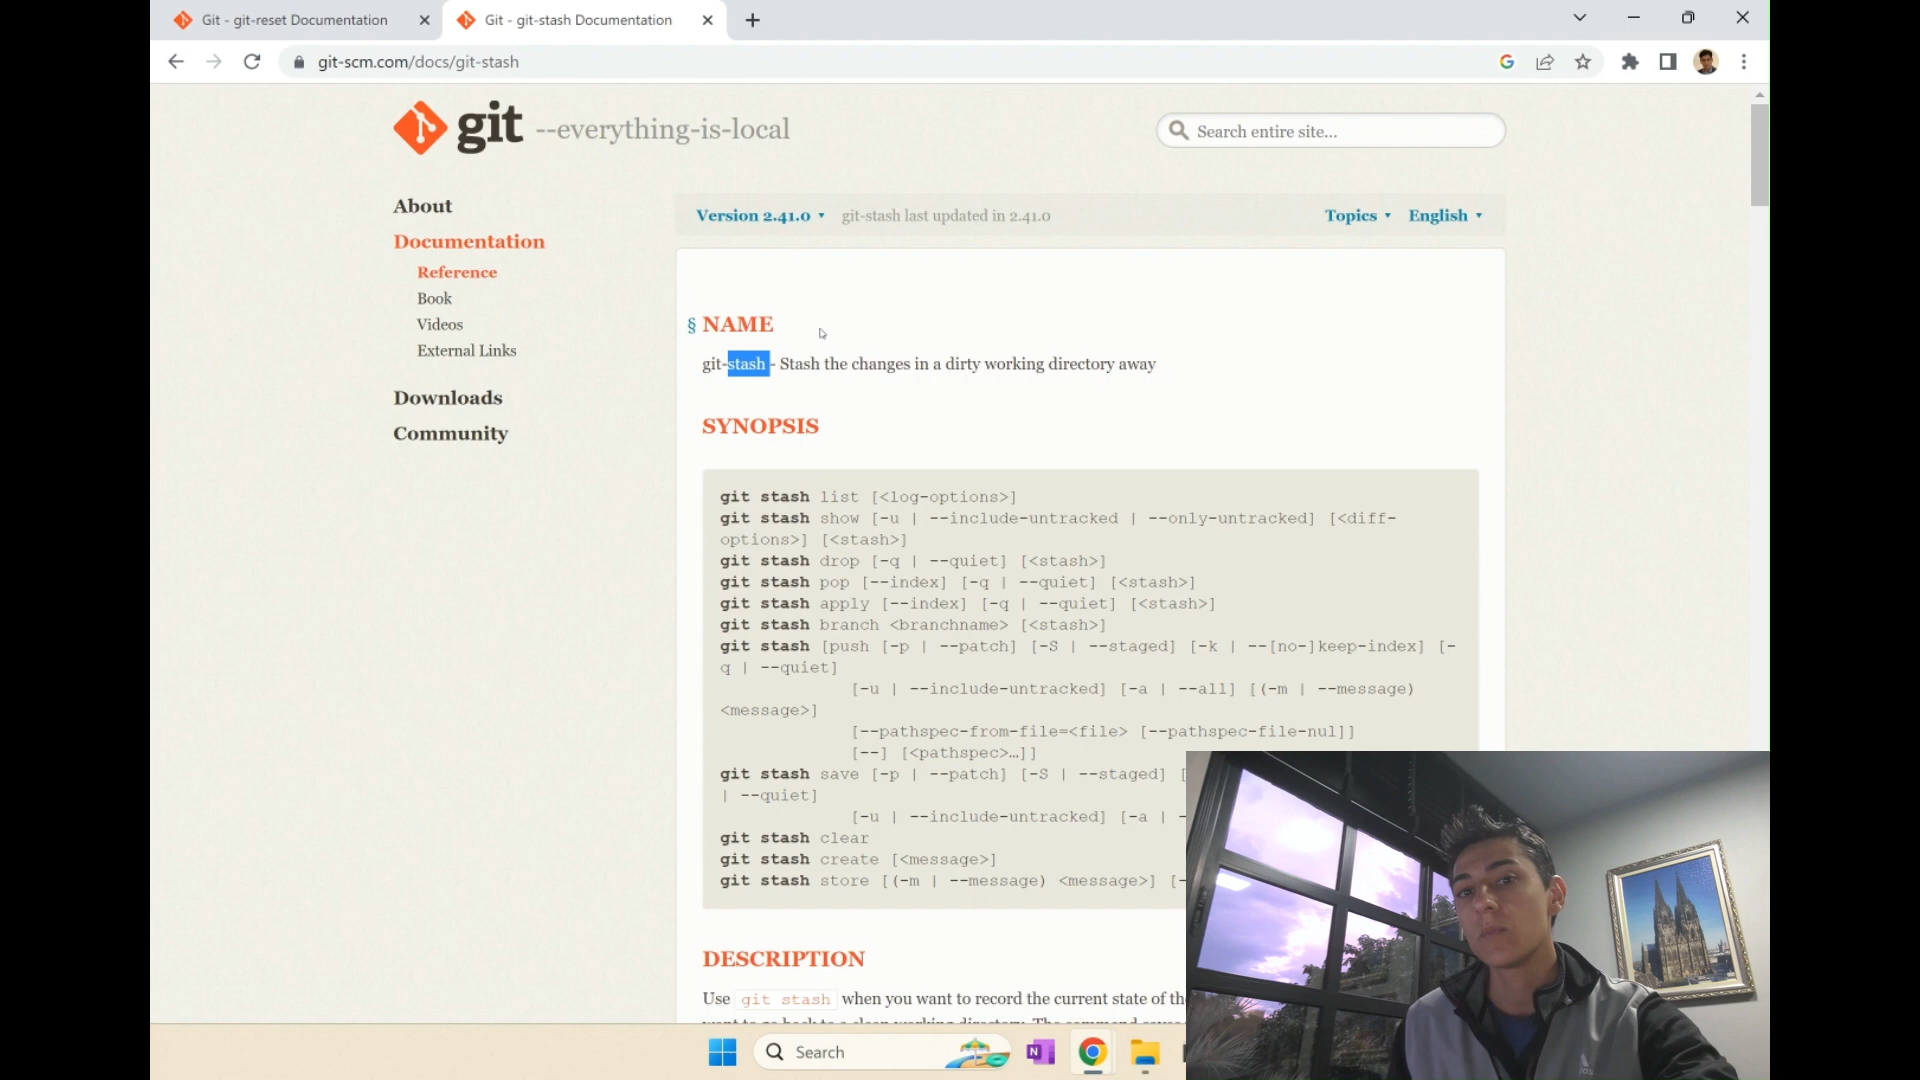 Git - git-reset Documentation
Git - git-stash Documentation
git-scm.com/docs/git-stash
git --everything-is-local
Search entire site...
About
Documentation
Reference
Book
Videos
External Links
Downloads
Community
Version 2.41.0 ▾ git-stash last updated in 2.41.0
Topics ▾ English ▾
§ NAME
git-stash - Stash the changes in a dirty working directory away
SYNOPSIS
git stash list [<log-options>]
git stash show [-u | --include-untracked | --only-untracked] [<diff-
options>] [<stash>]
git stash drop [-q | --quiet] [<stash>]
git stash pop [--index] [-q | --quiet] [<stash>]
git stash apply [--index] [-q | --quiet] [<stash>]
git stash branch <branchname> [<stash>]
git stash [push [-p | --patch] [-S | --staged] [-k | --[no-]keep-index] [-
q | --quiet]
[-u | --include-untracked] [-a | --all] [(-m | --message)
<message>]
[--pathspec-from-file=<file> [--pathspec-file-nul]]
[--] [<pathspec>…]]
git stash save [-p | --patch] [-S | --staged] [
| --quiet]
[-u | --include-untracked] [-a | -
git stash clear
git stash create [<message>]
git stash store [(-m | --message) <message>] [-
DESCRIPTION
Use git stash when you want to record the current state of the
Search